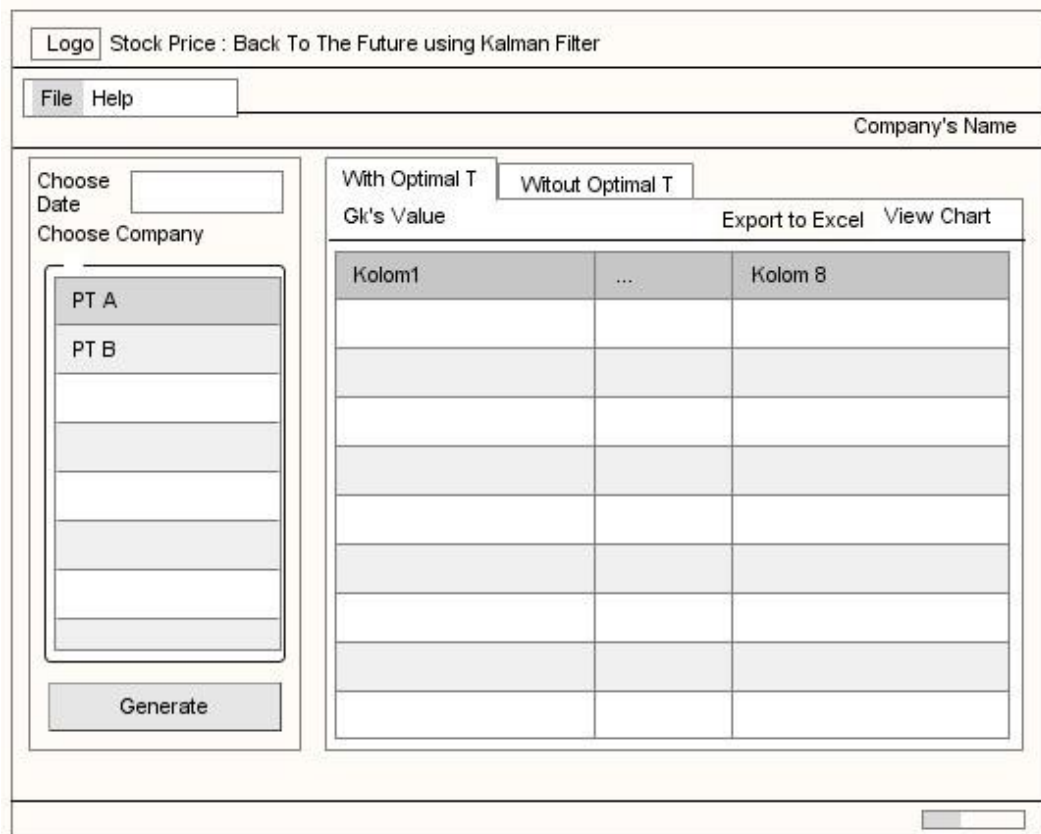 Logo Stock Price : Back To The Future using Kalman Filter
File Help
Company's Name
Choose
Date
Choose Company
PT A
PT B
Generate
With Optimal T Witout Optimal T
Gk's Value Export to Excel View Chart
Kolom1 ... Kolom 8